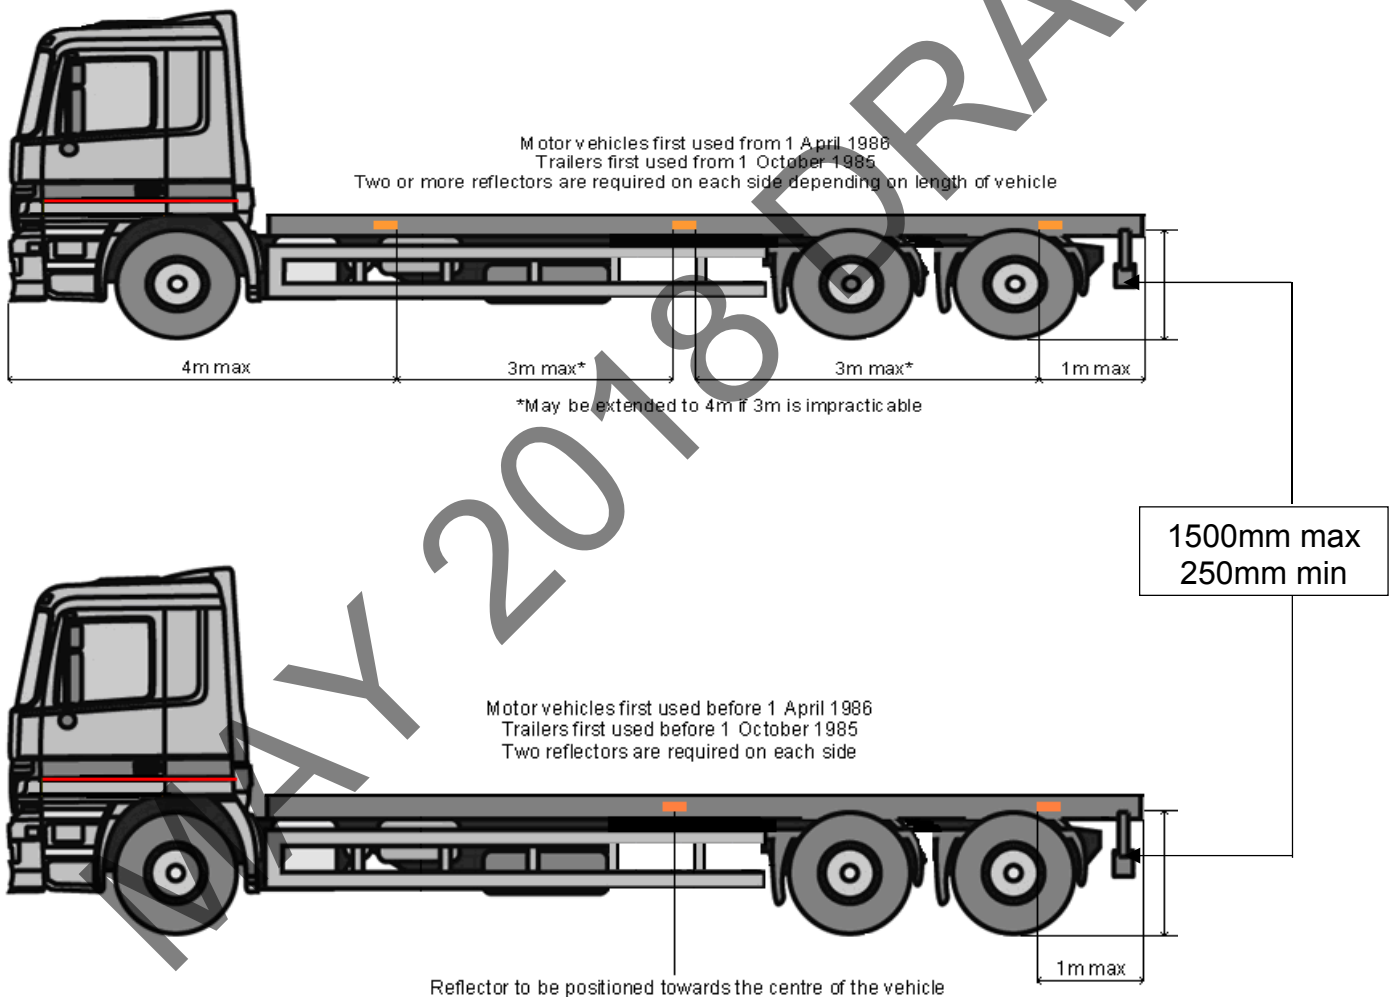 Motor vehicles first used from 1 April 1986
Trailers first used from 1 October 1985
Two or more reflectors are required on each side depending on length of vehicle
4m max
3m max*
3m max*
1m max
*May be extended to 4m if 3m is impracticable
1500mm max
250mm min
Motor vehicles first used before 1 April 1986
Trailers first used before 1 October 1985
Two reflectors are required on each side
1m max
Reflector to be positioned towards the centre of the vehicle
MAY 2018 DRA